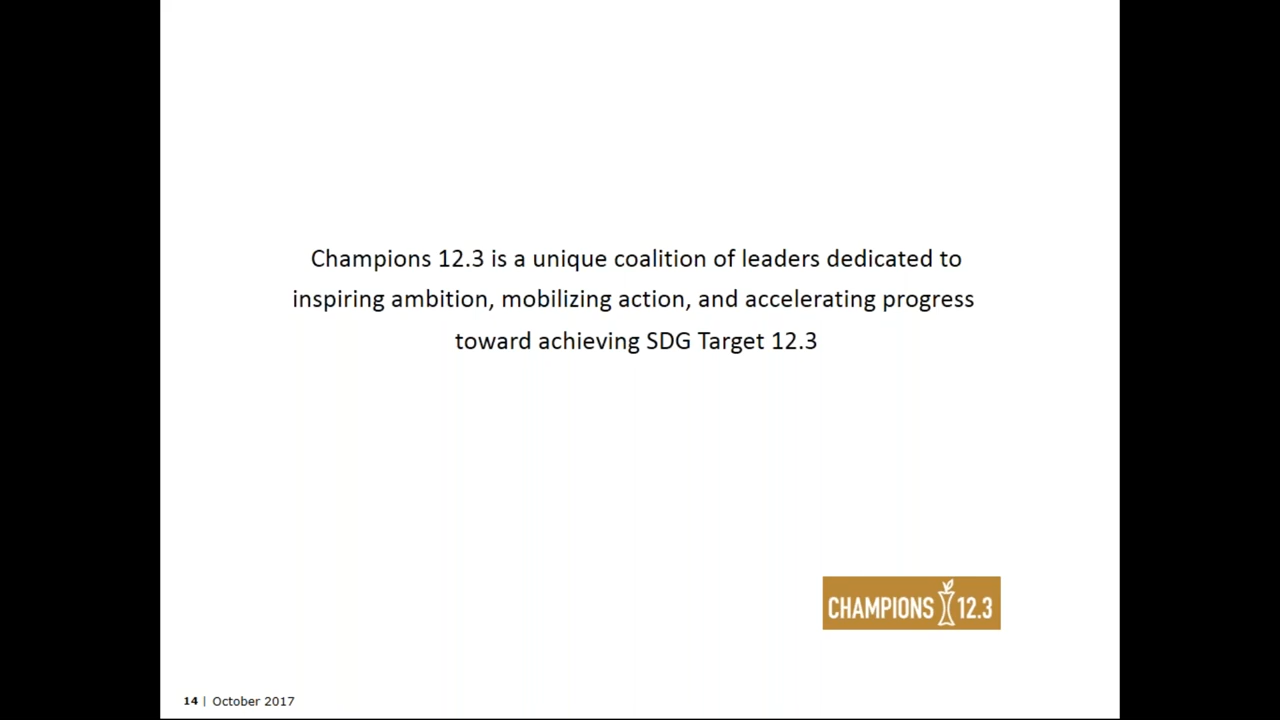 Champions 12.3 is a unique coalition of leaders dedicated to
inspiring ambition, mobilizing action, and accelerating progress
toward achieving SDG Target 12.3
CHAMPIONS 12.3
14 | October 2017